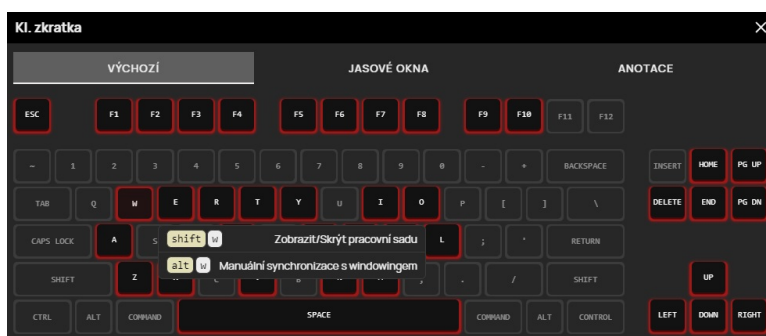 Kl. zkratka
VÝCHOZÍ JASOVÉ OKNA ANOTACE
ESC F1 F2 F3 F4 F5 F6 F7 F8 F9 F10 F11 F12
~ 1 2 3 4 5 6 7 8 9 0 - + BACKSPACE INSERT HOME PG UP
TAB Q W E R T Y U I O P [ ] \ DELETE END PG DN
CAPS LOCK A S L ; ' RETURN
shift w Zobrazit/Skrýt pracovní sadu
alt w Manuální synchronizace s windowingem
SHIFT Z . / SHIFT UP
CTRL ALT COMMAND SPACE COMMAND ALT CONTROL LEFT DOWN RIGHT